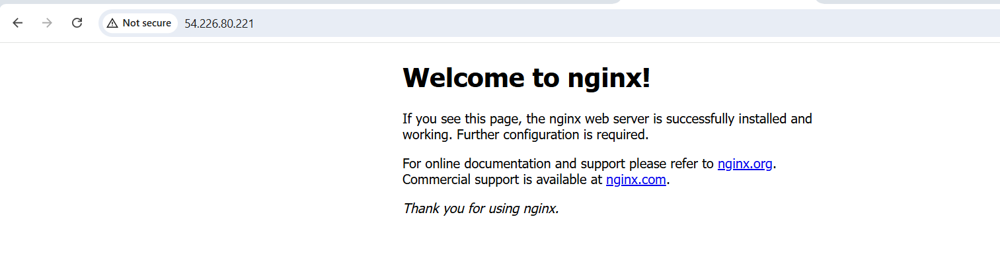 Not secure 54.226.80.221
Welcome to nginx!
If you see this page, the nginx web server is successfully installed and
working. Further configuration is required.
For online documentation and support please refer to nginx.org.
Commercial support is available at nginx.com.
Thank you for using nginx.